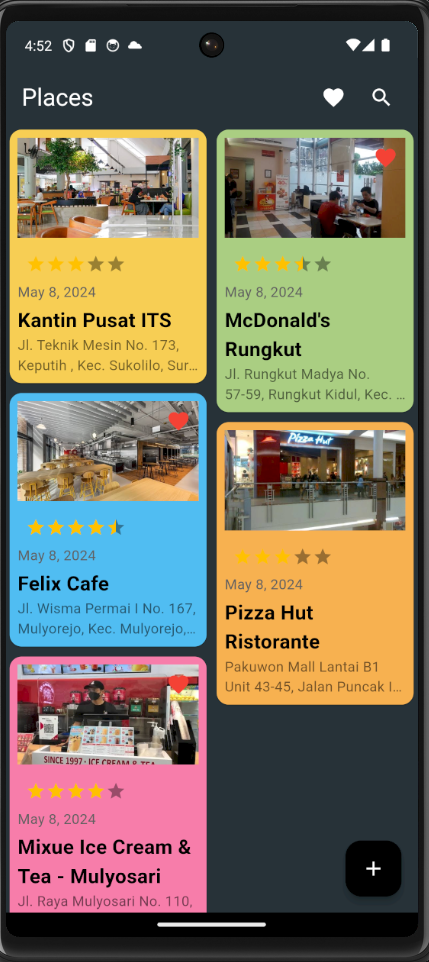 4:52
Places
May 8, 2024
Kantin Pusat ITS
Jl. Teknik Mesin No. 173,
Keputih , Kec. Sukolilo, Sur...
May 8, 2024
McDonald's
Rungkut
Jl. Rungkut Madya No.
57-59, Rungkut Kidul, Kec. ...
May 8, 2024
Felix Cafe
Jl. Wisma Permai I No. 167,
Mulyorejo, Kec. Mulyorejo,...
Pizza Hut
May 8, 2024
Pizza Hut
Ristorante
Pakuwon Mall Lantai B1
Unit 43-45, Jalan Puncak I...
SINCE 1997 · ICE CREAM & TEA
May 8, 2024
Mixue Ice Cream &
Tea - Mulyosari
Jl. Raya Mulyosari No. 110,
+